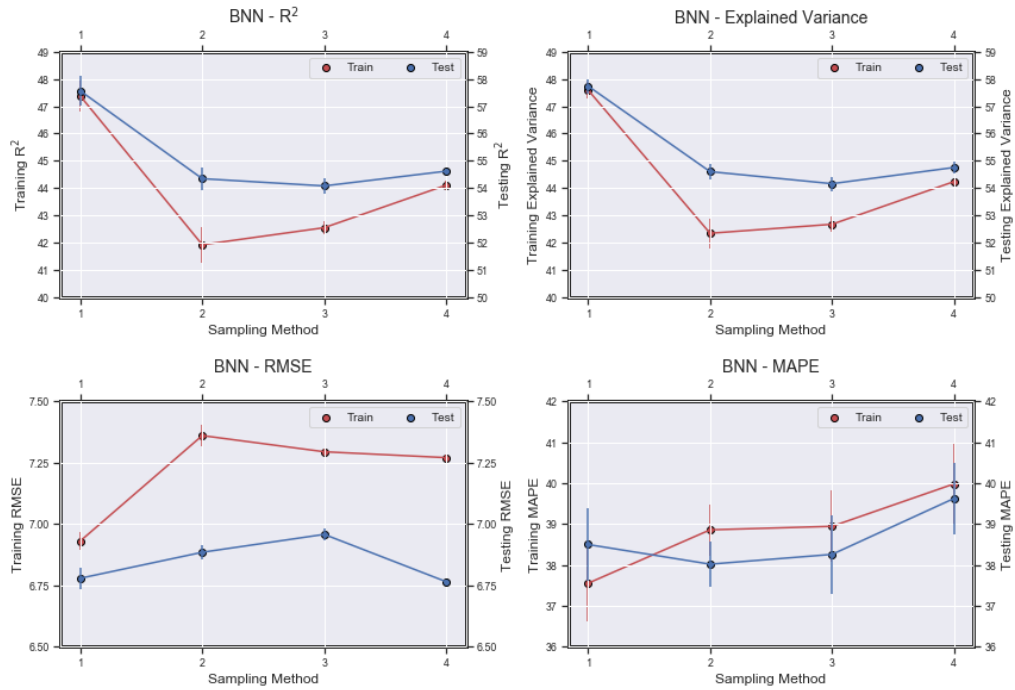 BNN - R²
1 2 3 4
Train Test
49 59
48 58
47 57
46 56
45 55
44 54
43 53
42 52
41 51
40 50
Training R²
Testing R²
1 2 3 4
Sampling Method
BNN - Explained Variance
1 2 3 4
Train Test
49 59
48 58
47 57
46 56
45 55
44 54
43 53
42 52
41 51
40 50
Training Explained Variance
Testing Explained Variance
1 2 3 4
Sampling Method
BNN - RMSE
1 2 3 4
Train Test
7.50 7.50
7.25 7.25
7.00 7.00
6.75 6.75
6.50 6.50
Training RMSE
Testing RMSE
1 2 3 4
Sampling Method
BNN - MAPE
1 2 3 4
Train Test
42 42
41 41
40 40
39 39
38 38
37 37
36 36
Training MAPE
Testing MAPE
1 2 3 4
Sampling Method